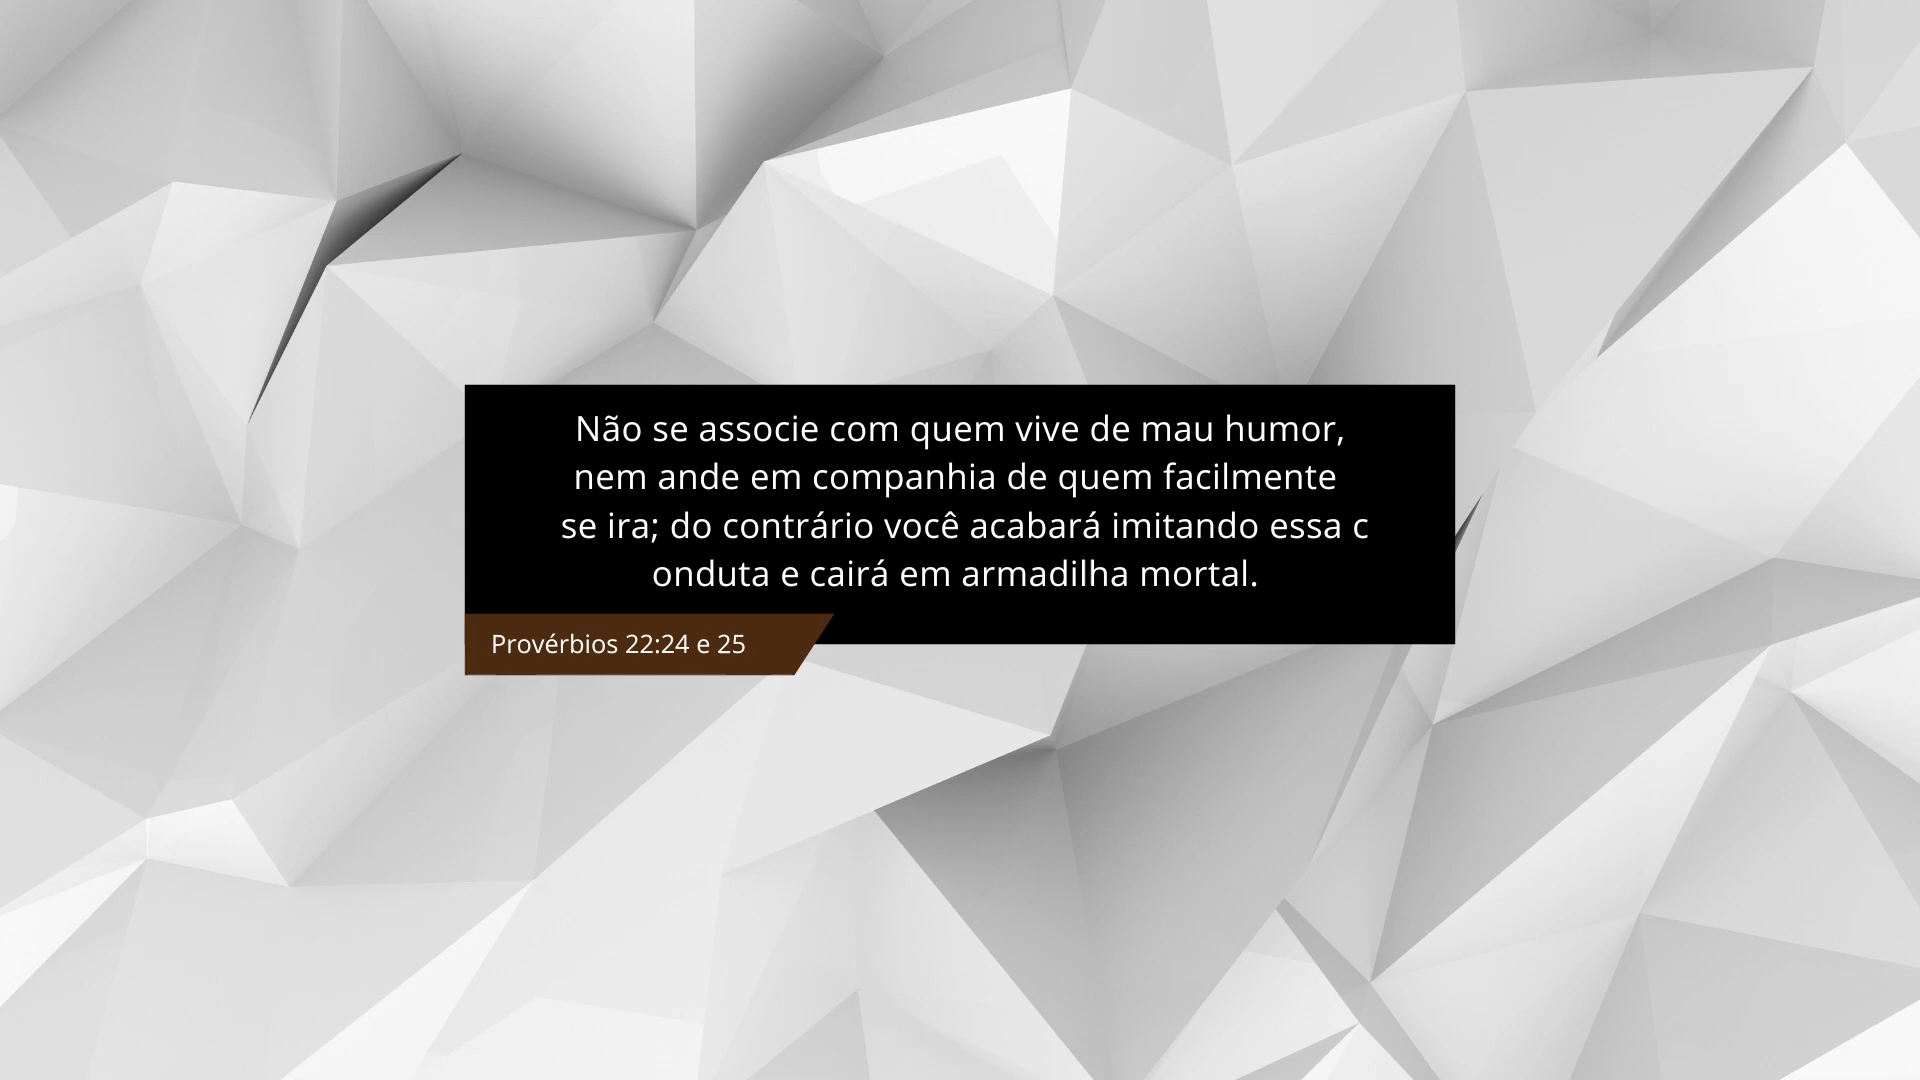 Não se associe com quem vive de mau humor,
nem ande em companhia de quem facilmente
se ira; do contrário você acabará imitando essa c
onduta e cairá em armadilha mortal.
Provérbios 22:24 e 25